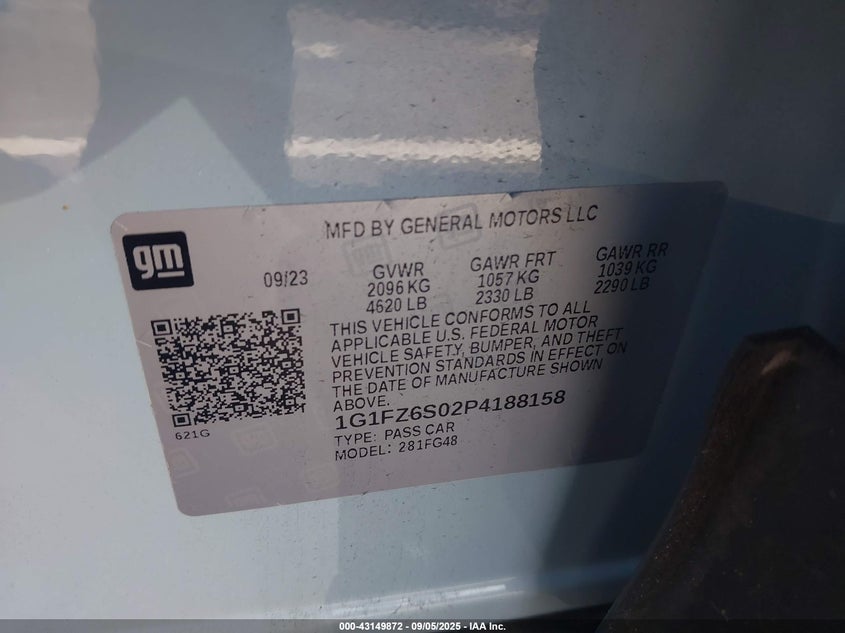 MFD BY GENERAL MOTORS LLC
gm
09/23
GVWR
2096 KG
4620 LB
GAWR FRT
1057 KG
2330 LB
GAWR RR
1039 KG
2290 LB
THIS VEHICLE CONFORMS TO ALL
APPLICABLE U.S. FEDERAL MOTOR
VEHICLE SAFETY, BUMPER, AND THEFT
PREVENTION STANDARDS IN EFFECT ON
THE DATE OF MANUFACTURE SHOWN
ABOVE.
1G1FZ6S02P4188158
TYPE: PASS CAR
MODEL: 281FG48
621G
000-43149872 - 09/05/2025 - IAA Inc.